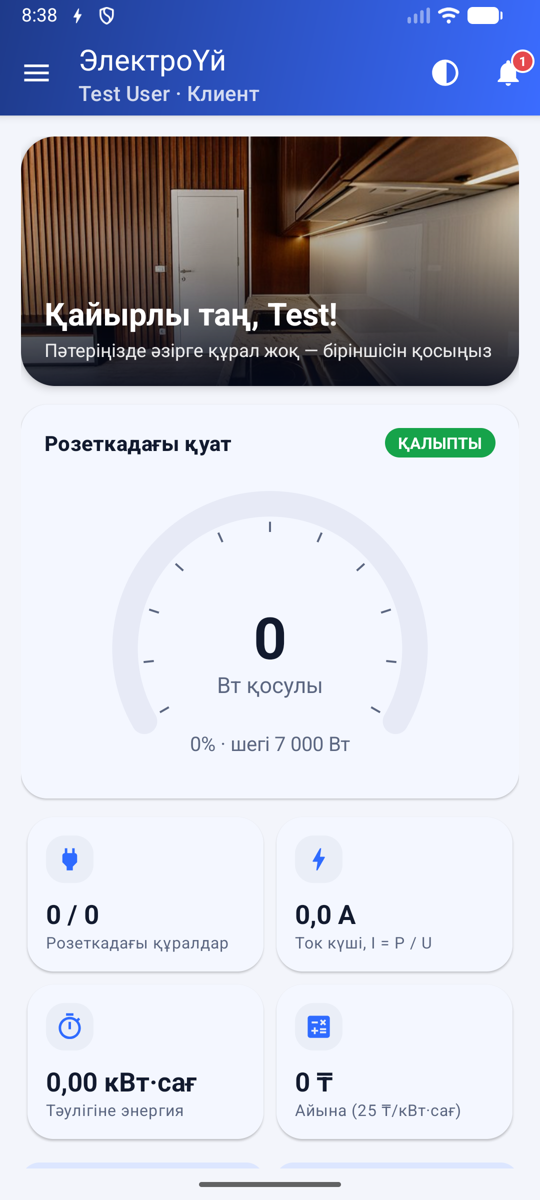 8:38
ЭлектроҮй
Test User · Клиент
1
Қайырлы таң, Test!
Пәтеріңізде әзірге құрал жоқ — біріншісін қосыңыз
Розеткадағы қуат
ҚАЛЫПТЫ
0
Вт қосулы
0% · шегі 7 000 Вт
0 / 0
Розеткадағы құралдар
0,0 А
Ток күші, I = P / U
0,00 кВт·сағ
Тәулігіне энергия
0 ₸
Айына (25 ₸/кВт·сағ)